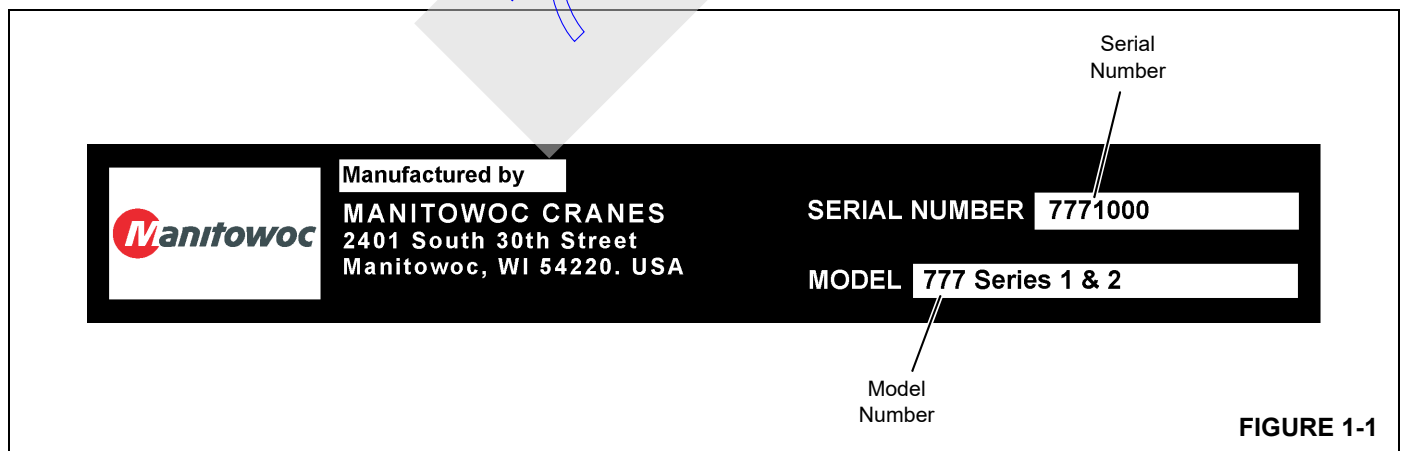 Serial
Number
Manitowoc
Manufactured by
MANITOWOC CRANES
2401 South 30th Street
Manitowoc, WI 54220. USA
SERIAL NUMBER 7771000
MODEL 777 Series 1 & 2
Model
Number
FIGURE 1-1